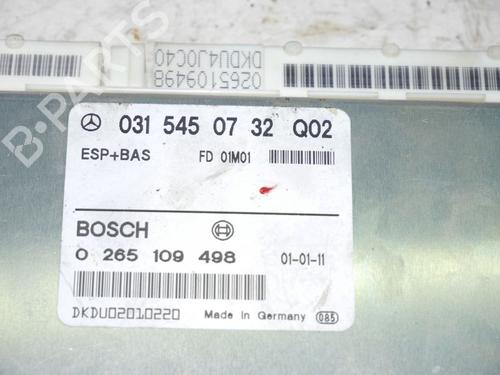 0265109498
DKDU4J0C40
031 545 07 32 Q02
ESP+BAS FD 01M01
BOSCH
0 265 109 498 01-01-11
DKDU02010220 Made in Germany 085
B-PARTS